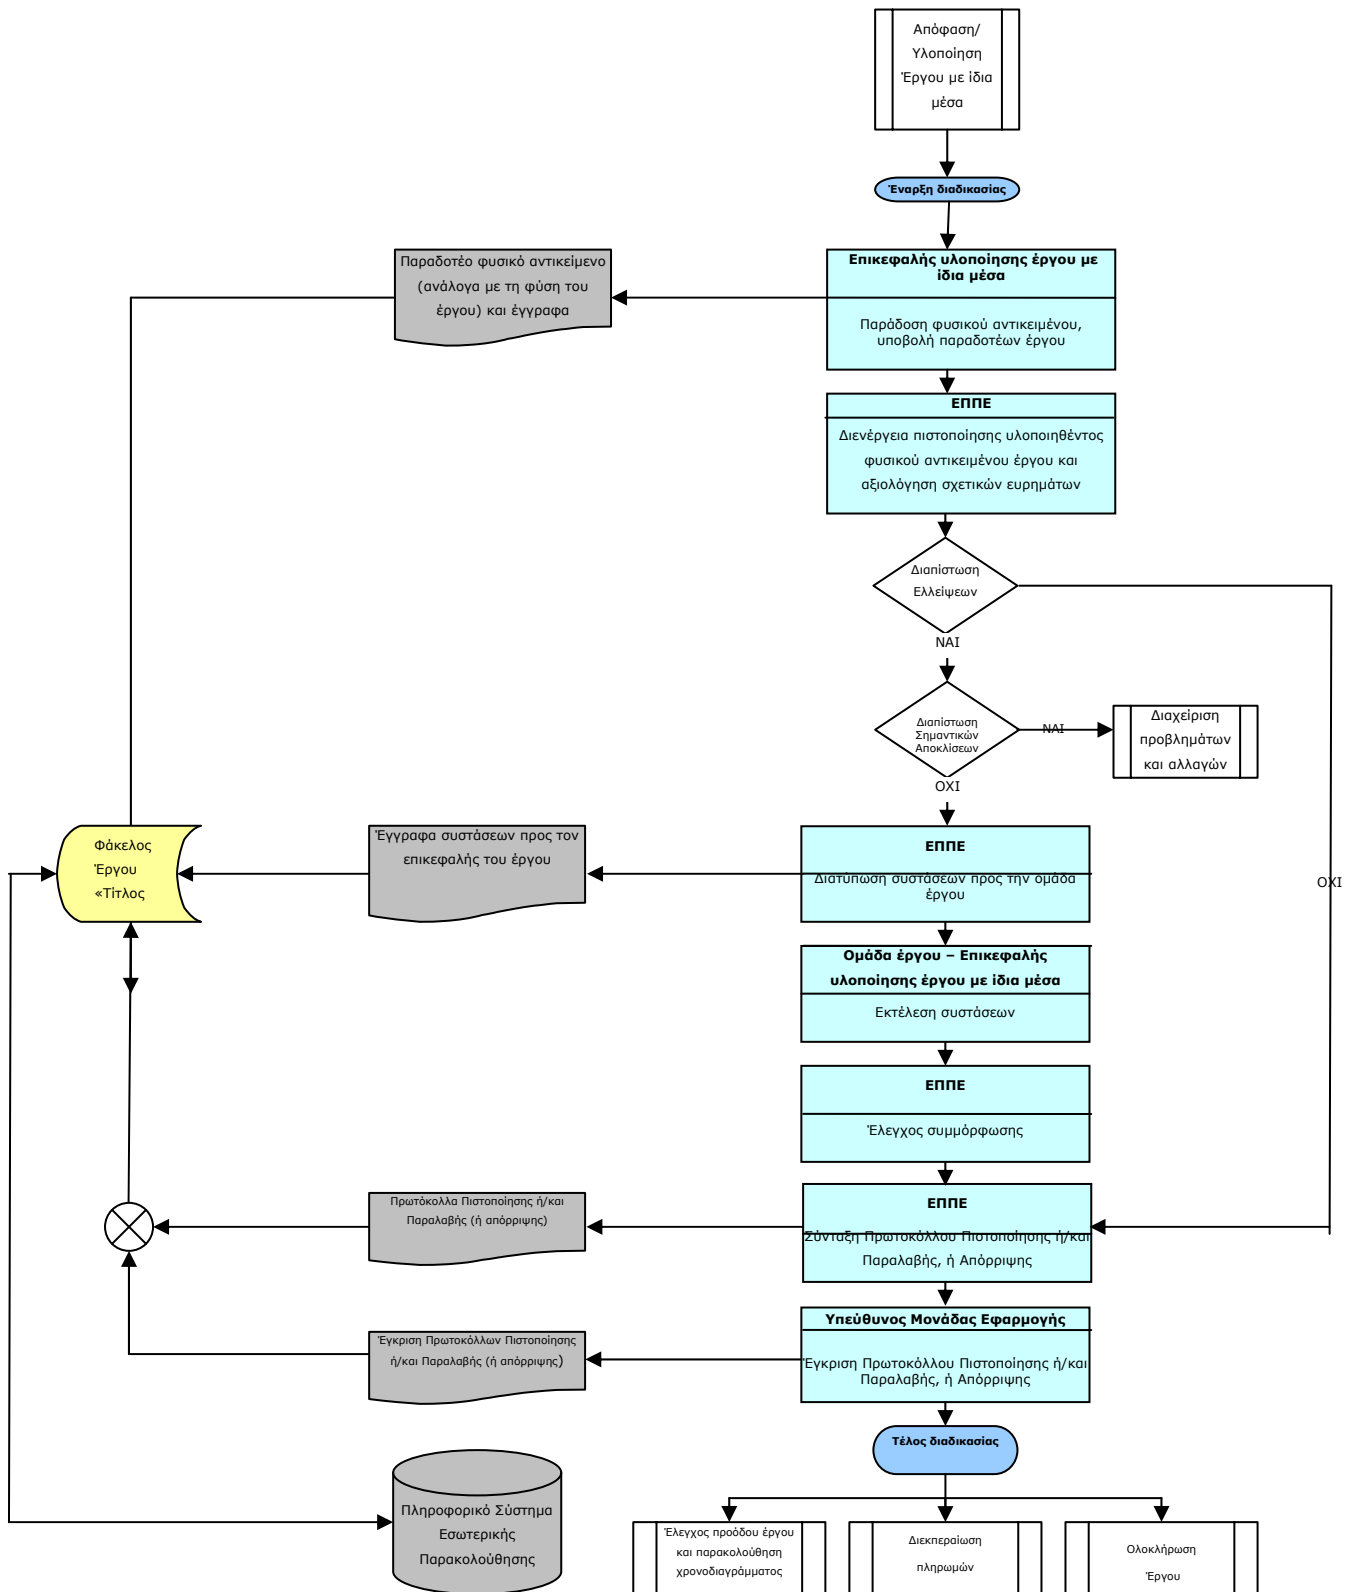 Απόφαση/
Υλοποίηση
Έργου με ίδια
μέσα
Έναρξη διαδικασίας
Παραδοτέο φυσικό αντικείμενο
(ανάλογα με τη φύση του
έργου) και έγγραφα
Επικεφαλής υλοποίησης έργου με
ίδια μέσα
Παράδοση φυσικού αντικειμένου,
υποβολή παραδοτέων έργου
ΕΠΠΕ
Διενέργεια πιστοποίησης υλοποιηθέντος
φυσικού αντικειμένου έργου και
αξιολόγηση σχετικών ευρημάτων
Διαπίστωση
Ελλείψεων
ΝΑΙ
Διαπίστωση
Σημαντικών
Αποκλίσεων
ΝΑΙ
Διαχείριση
προβλημάτων
και αλλαγών
ΟΧΙ
Φάκελος
Έργου
«Τίτλος
Έγγραφα συστάσεων προς τον
επικεφαλής του έργου
ΕΠΠΕ
Διατύπωση συστάσεων προς την ομάδα
έργου
ΟΧΙ
Ομάδα έργου – Επικεφαλής
υλοποίησης έργου με ίδια μέσα
Εκτέλεση συστάσεων
ΕΠΠΕ
Έλεγχος συμμόρφωσης
Πρωτόκολλα Πιστοποίησης ή/και
Παραλαβής (ή απόρριψης)
ΕΠΠΕ
Σύνταξη Πρωτοκόλλου Πιστοποίησης ή/και
Παραλαβής, ή Απόρριψης
Έγκριση Πρωτοκόλλων Πιστοποίησης
ή/και Παραλαβής (ή απόρριψης)
Υπεύθυνος Μονάδας Εφαρμογής
Έγκριση Πρωτοκόλλου Πιστοποίησης ή/και
Παραλαβής, ή Απόρριψης
Τέλος διαδικασίας
Πληροφορικό Σύστημα
Εσωτερικής
Παρακολούθησης
Έλεγχος προόδου έργου
και παρακολούθηση
χρονοδιαγράμματος
Διεκπεραίωση
πληρωμών
Ολοκλήρωση
Έργου